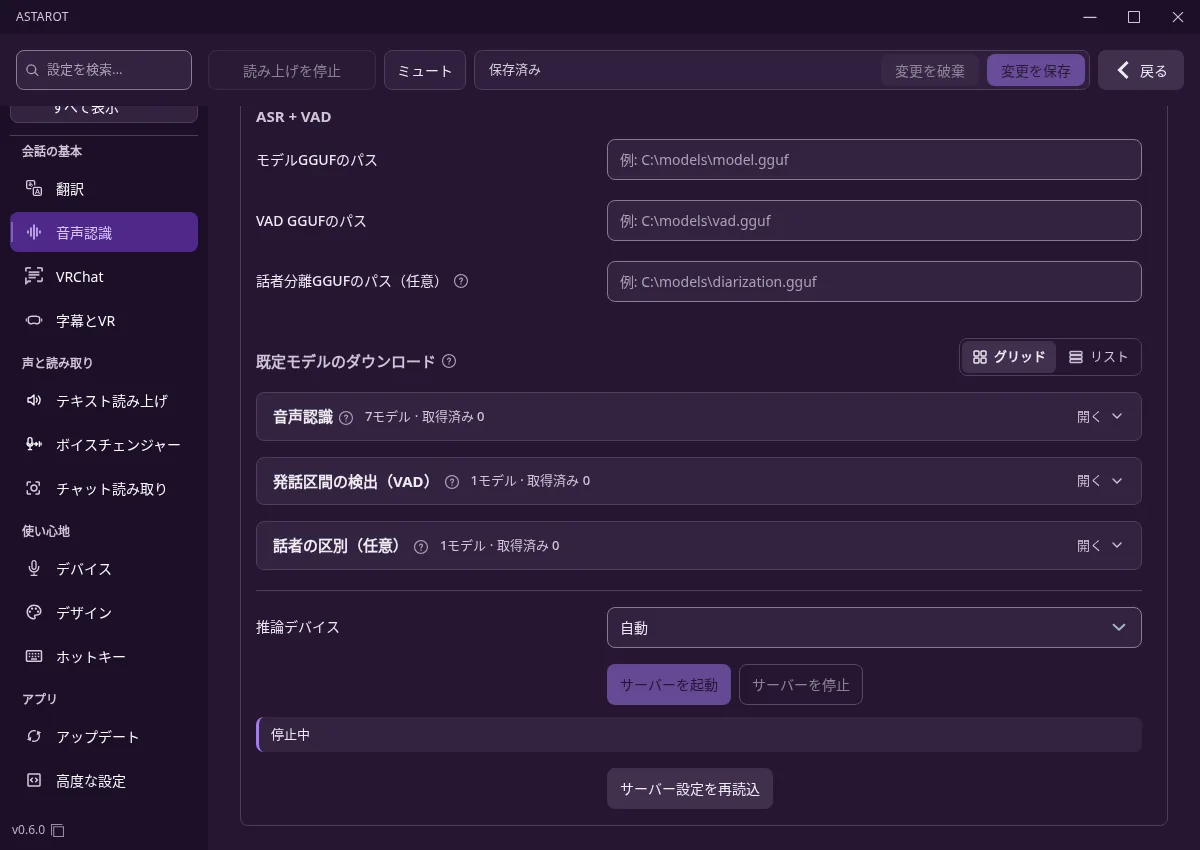 ASTAROT
設定を検索...
読み上げを停止
ミュート
保存済み
変更を破棄
変更を保存
戻る
すべて表示
会話の基本
翻訳
音声認識
VRChat
字幕とVR
声と読み取り
テキスト読み上げ
ボイスチェンジャー
チャット読み取り
使い心地
デバイス
デザイン
ホットキー
アプリ
アップデート
高度な設定
v0.6.0
ASR + VAD
モデルGGUFのパス
例: C:\models\model.gguf
VAD GGUFのパス
例: C:\models\vad.gguf
話者分離GGUFのパス（任意）
例: C:\models\diarization.gguf
既定モデルのダウンロード
グリッド
リスト
音声認識 7モデル · 取得済み 0 開く
発話区間の検出（VAD） 1モデル · 取得済み 0 開く
話者の区別（任意） 1モデル · 取得済み 0 開く
推論デバイス
自動
サーバーを起動
サーバーを停止
停止中
サーバー設定を再読込